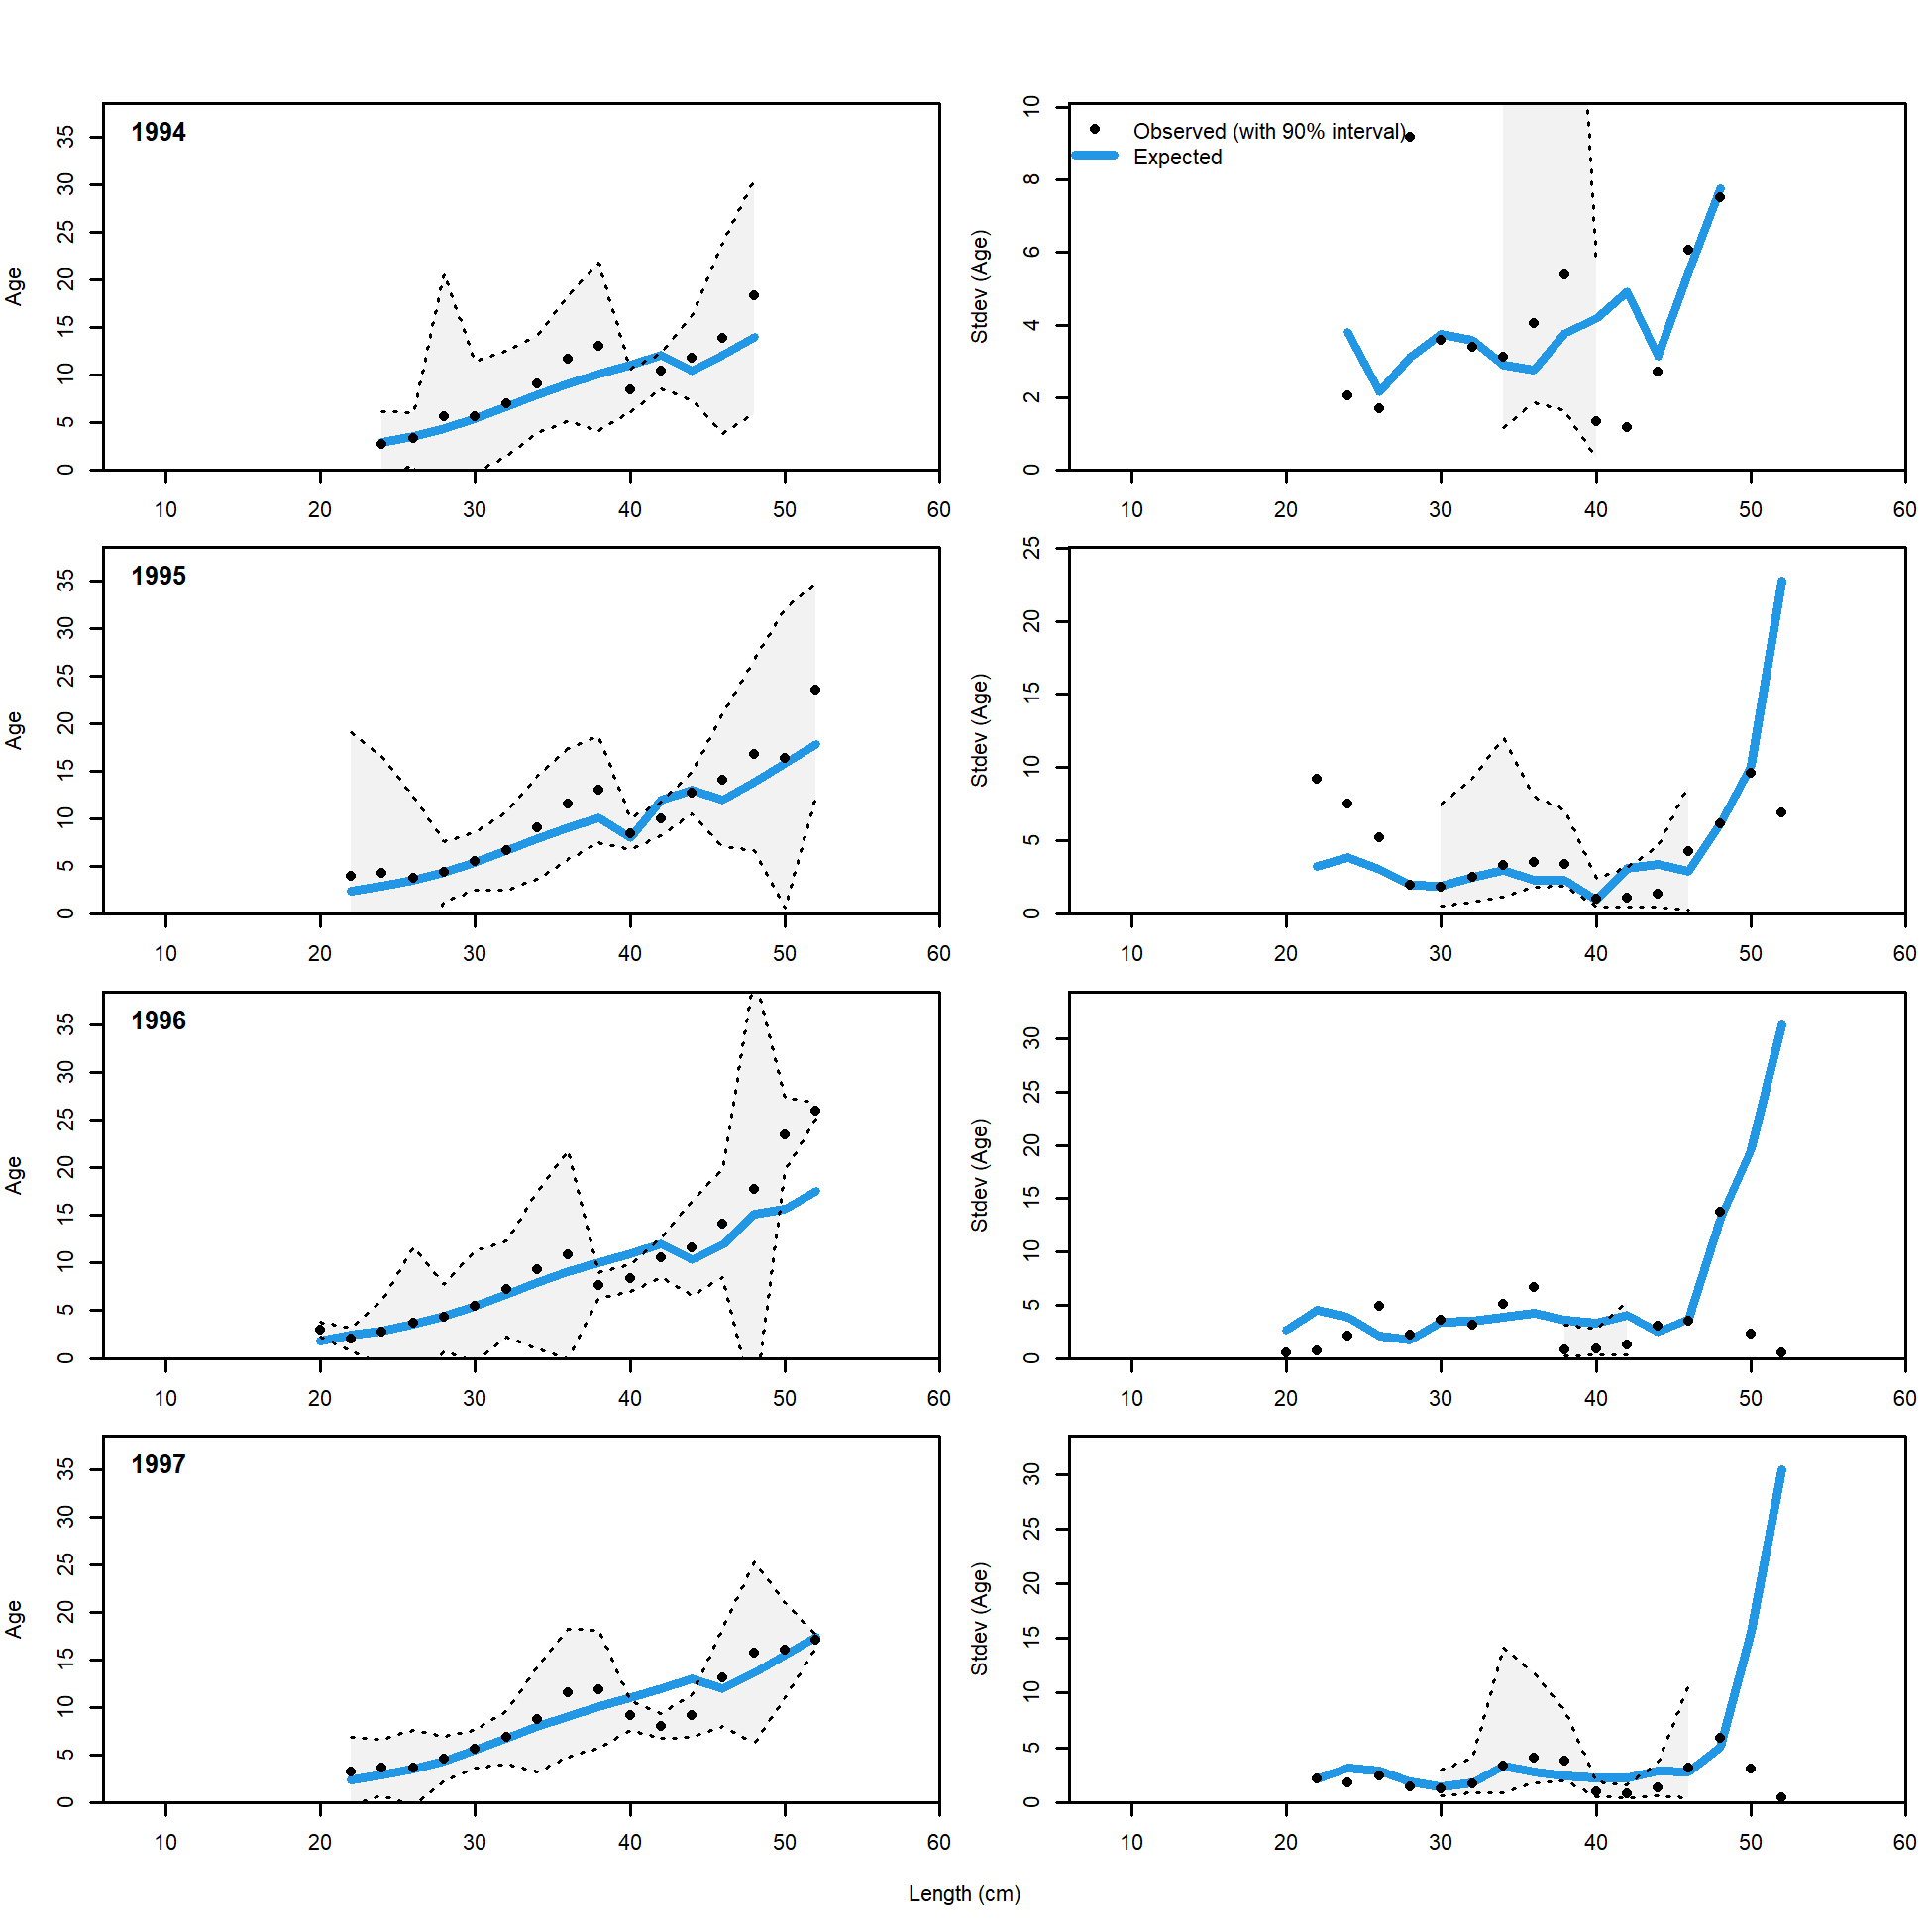 1994
Age
0 5 10 15 20 25 30 35
10 20 30 40 50 60
Observed (with 90% interval)
Expected
Stdev (Age)
0 2 4 6 8 10
10 20 30 40 50 60
1995
Age
0 5 10 15 20 25 30 35
10 20 30 40 50 60
Stdev (Age)
0 5 10 15 20 25
10 20 30 40 50 60
1996
Age
0 5 10 15 20 25 30 35
10 20 30 40 50 60
Stdev (Age)
0 5 10 15 20 25 30
10 20 30 40 50 60
1997
Age
0 5 10 15 20 25 30 35
10 20 30 40 50 60
Stdev (Age)
0 5 10 15 20 25 30
10 20 30 40 50 60
Length (cm)